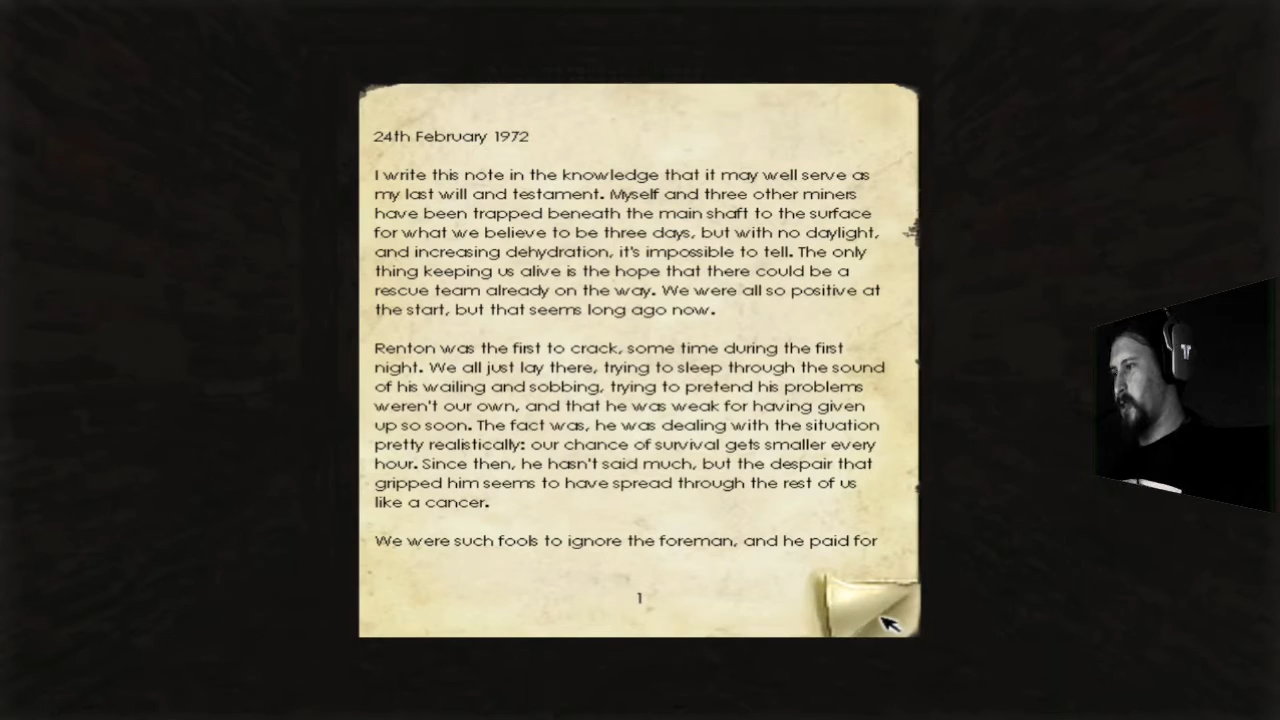 24th February 1972
I write this note in the knowledge that it may well serve as
my last will and testament. Myself and three other miners
have been trapped beneath the main shaft to the surface
for what we believe to be three days, but with no daylight,
and increasing dehydration, it's impossible to tell. The only
thing keeping us alive is the hope that there could be a
rescue team already on the way. We were all so positive at
the start, but that seems long ago now.
Renton was the first to crack, some time during the first
night. We all just lay there, trying to sleep through the sound
of his wailing and sobbing, trying to pretend his problems
weren't our own, and that he was weak for having given
up so soon. The fact was, he was dealing with the situation
pretty realistically: our chance of survival gets smaller every
hour. Since then, he hasn't said much, but the despair that
gripped him seems to have spread through the rest of us
like a cancer.
We were such fools to ignore the foreman, and he paid for
1